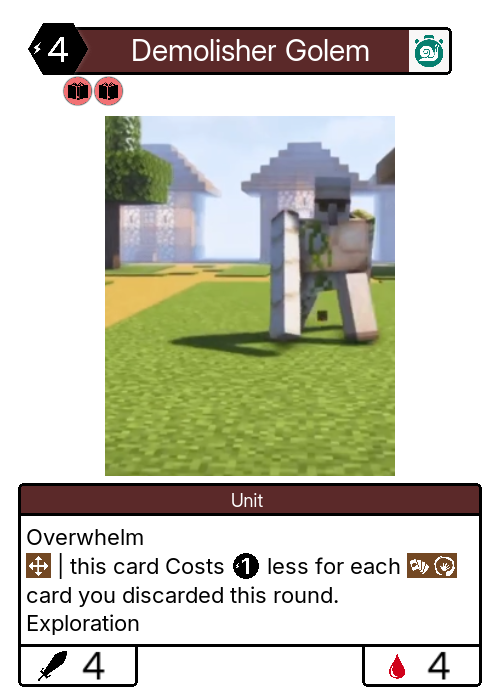 4 Demolisher Golem
Unit
Overwhelm
| this card Costs 1 less for each
card you discarded this round.
Exploration
4 4